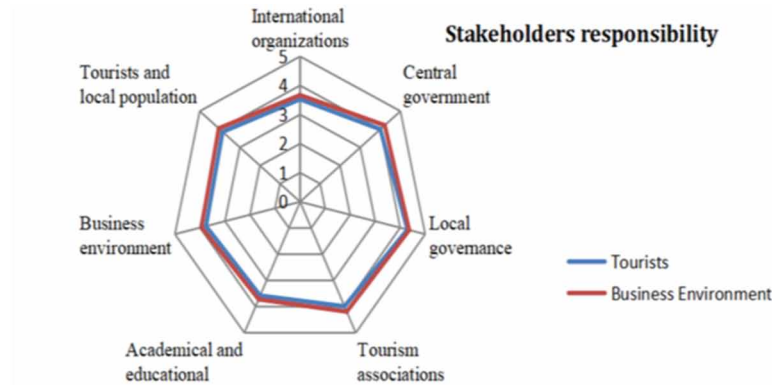 Stakeholders responsibility
International
organizations
Central
government
Local
governance
Tourism
associations
Academical and
educational
Business
environment
Tourists and
local population
5
4
3
2
1
0
Tourists
Business Environment